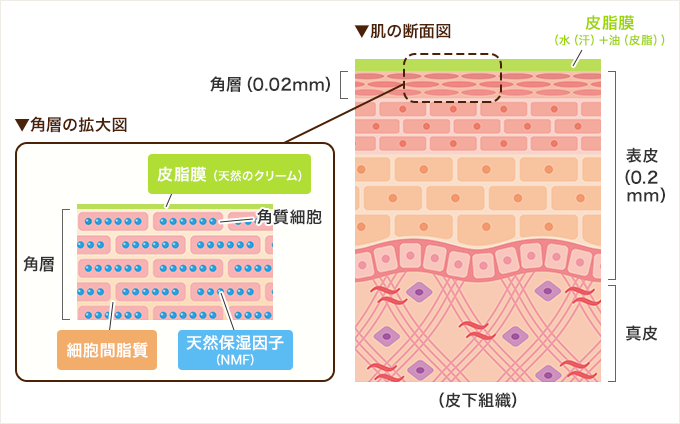 ▼肌の断面図
皮脂膜
(水(汗)+油(皮脂))
角層(0.02mm)
表皮
(0.2
mm)
真皮
(皮下組織)
▼角層の拡大図
皮脂膜(天然のクリーム)
角質細胞
角層
細胞間脂質
天然保湿因子
(NMF)